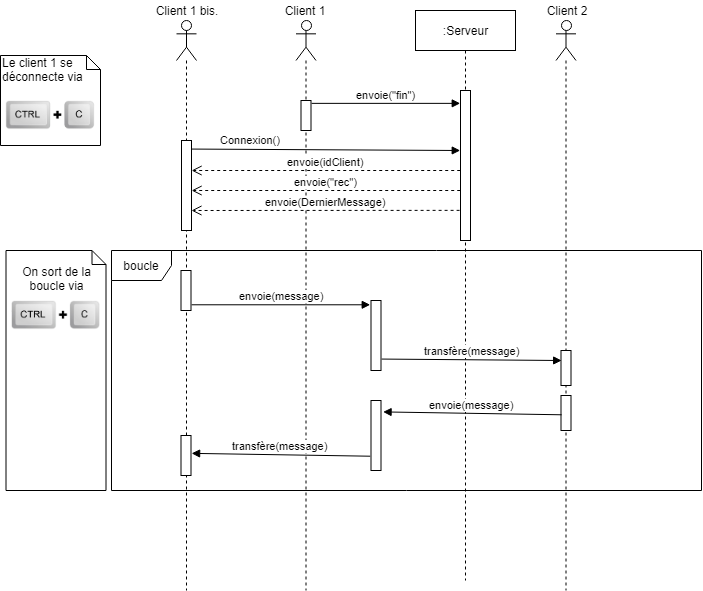 Client 1 bis.
Client 1
:Serveur
Client 2
Le client 1 se
déconnecte via
CTRL + C
envoie("fin")
Connexion()
envoie(idClient)
envoie("rec")
envoie(DernierMessage)
On sort de la
boucle via
CTRL + C
boucle
envoie(message)
transfère(message)
envoie(message)
transfère(message)